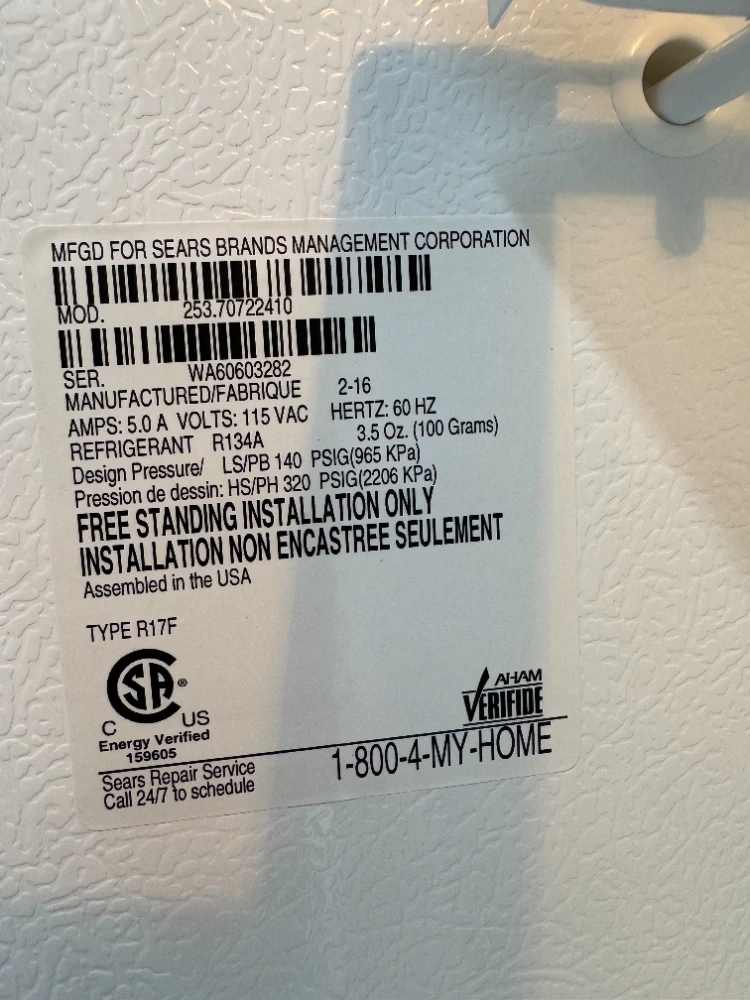 MFGD FOR SEARS BRANDS MANAGEMENT CORPORATION
MOD. 253.70722410
SER. WA60603282
MANUFACTURED/FABRIQUE 2-16
AMPS: 5.0 A VOLTS: 115 VAC HERTZ: 60 HZ
REFRIGERANT R134A 3.5 Oz. (100 Grams)
Design Pressure/ LS/PB 140 PSIG(965 KPa)
Pression de dessin: HS/PH 320 PSIG(2206 KPa)
FREE STANDING INSTALLATION ONLY
INSTALLATION NON ENCASTREE SEULEMENT
Assembled in the USA
TYPE R17F
SA ®
C US
Energy Verified
159605
AHAM
VERIFIDE
Sears Repair Service
Call 24/7 to schedule
1-800-4-MY-HOME